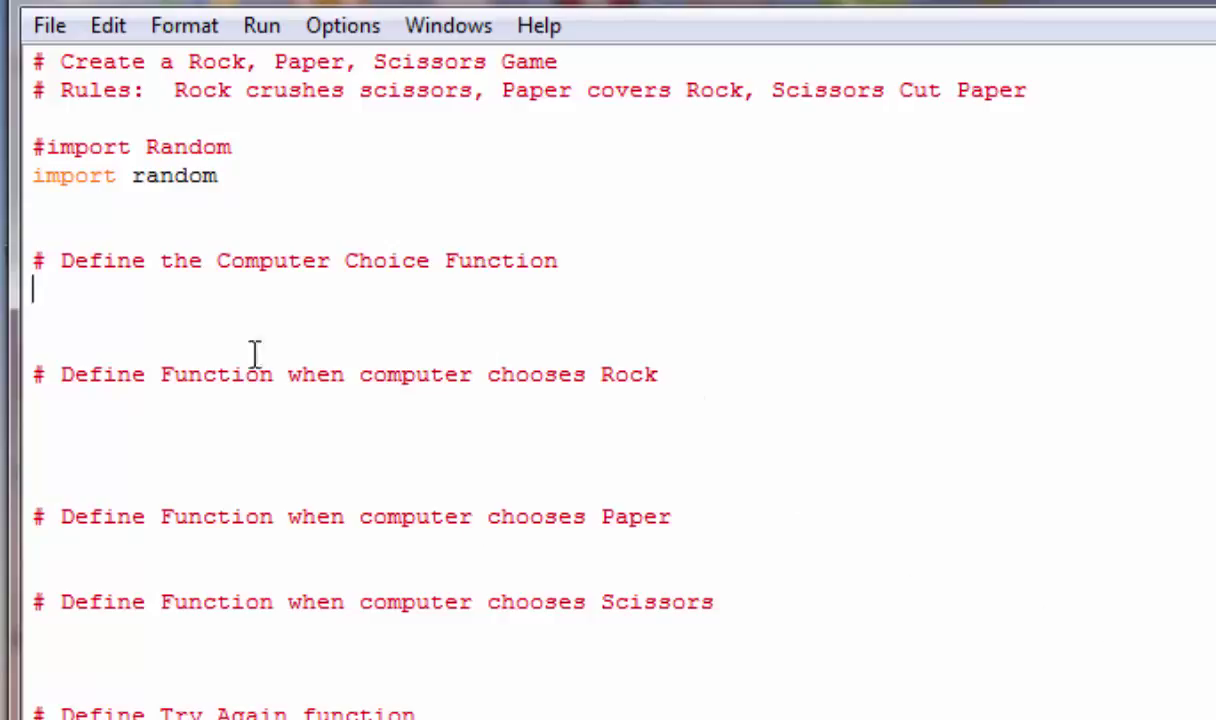 File Edit Format Run Options Windows Help
# Create a Rock, Paper, Scissors Game
# Rules:  Rock crushes scissors, Paper covers Rock, Scissors Cut Paper
#import Random
import random
# Define the Computer Choice Function
# Define Function when computer chooses Rock
# Define Function when computer chooses Paper
# Define Function when computer chooses Scissors
# Define Try Again function